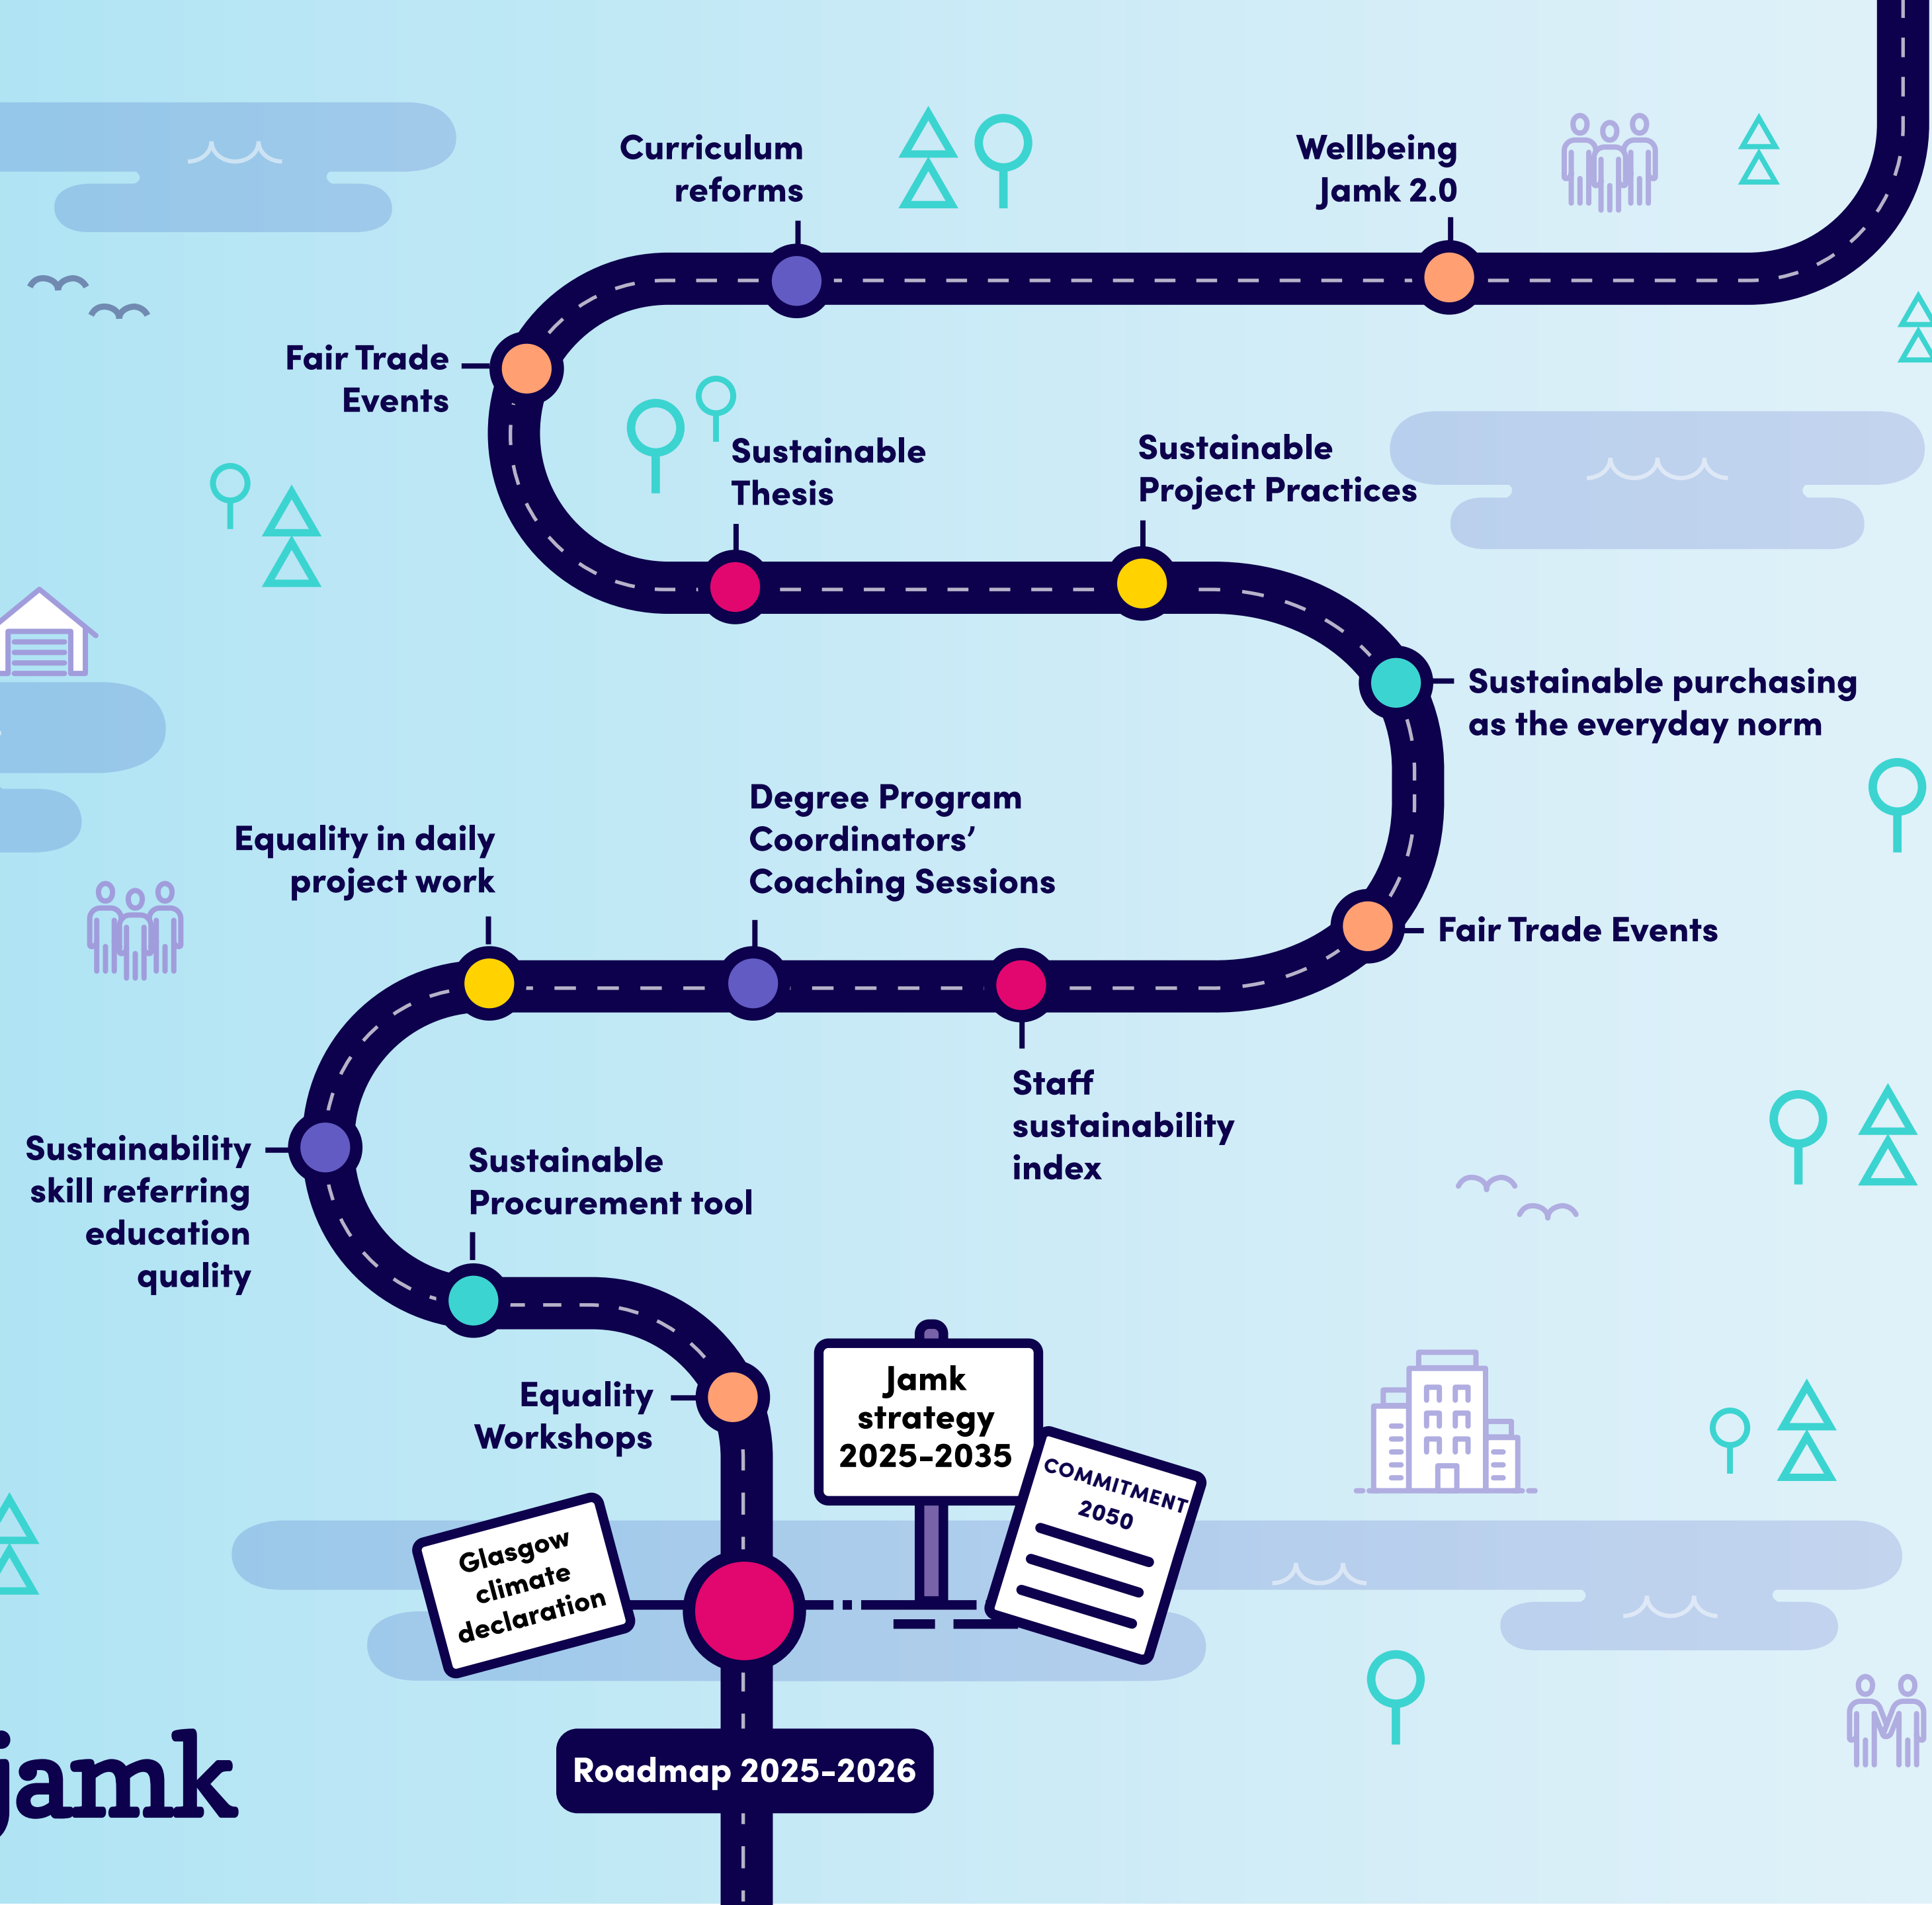 Curriculum
reforms
Wellbeing
Jamk 2.0
Fair Trade
Events
Sustainable
Thesis
Sustainable
Project Practices
Sustainable purchasing
as the everyday norm
Equality in daily
project work
Degree Program
Coordinators’
Coaching Sessions
Fair Trade Events
Staff
sustainability
index
Sustainability
skill referring
education
quality
Sustainable
Procurement tool
Equality
Workshops
Jamk
strategy
2025-2035
COMMITMENT
2050
Glasgow
climate
declaration
jamk
Roadmap 2025-2026